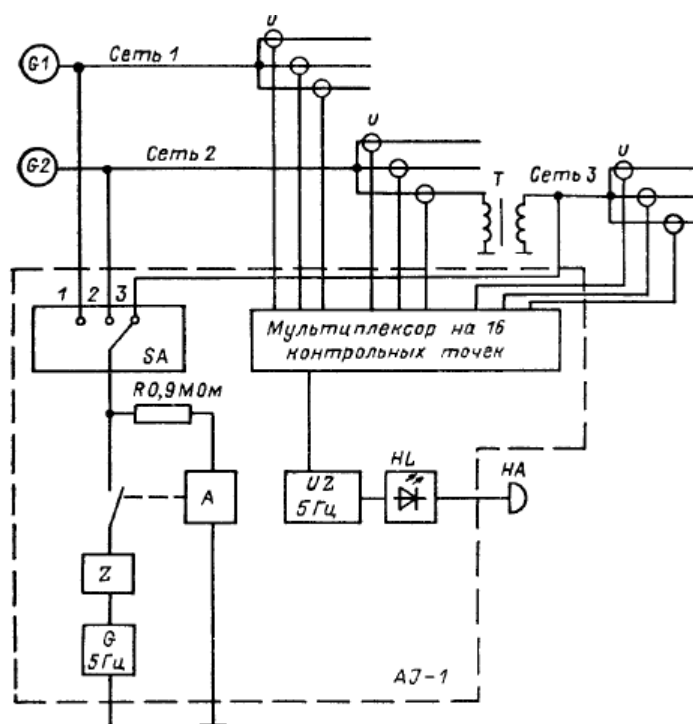 U
G1
Сеть 1
U
G2
Сеть 2
U
T
Сеть 3
1 2 3
SA
Мультиплексор на 16
контрольных точек
R0,9МОм
A
UZ
5Гц
HL
HA
Z
G
5Гц
AJ-1